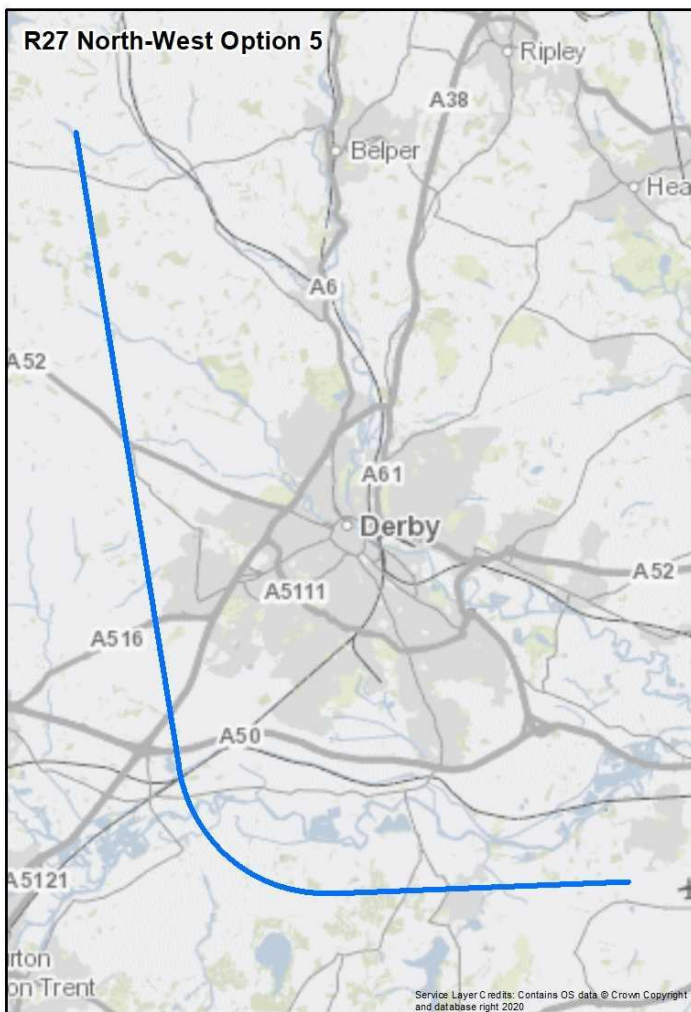 R27 North-West Option 5
Ripley
A38
Belper
Hea
A6
A52
A61
Derby
A52
A5111
A516
A50
A5121
rton
on Trent
Service Layer Credits: Contains OS data © Crown Copyright
and database right 2020